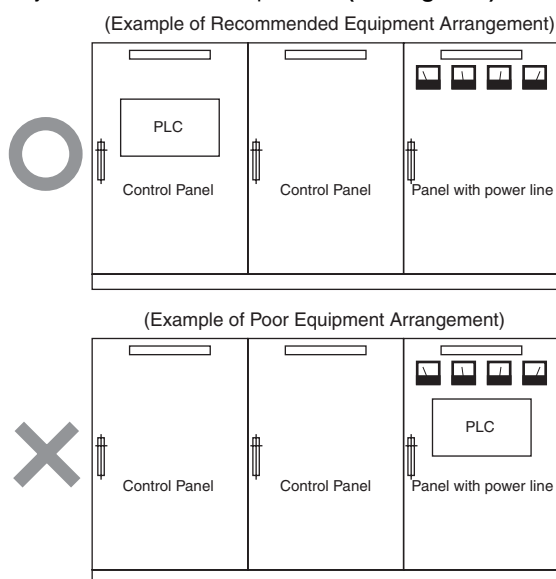 (Example of Recommended Equipment Arrangement)
PLC
Control Panel
Control Panel
Panel with power line
(Example of Poor Equipment Arrangement)
PLC
Control Panel
Control Panel
Panel with power line